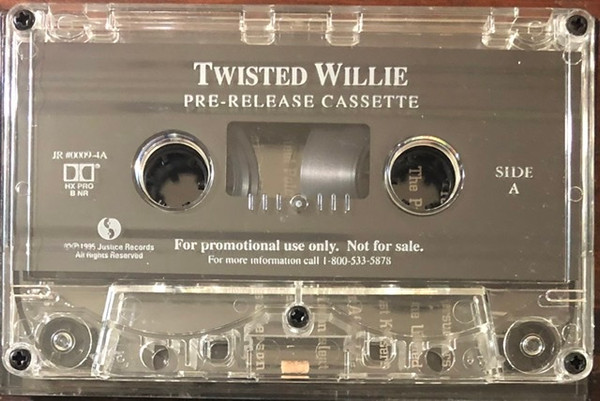 TWISTED WILLIE
PRE-RELEASE CASSETTE
JR #0009-4A
HX PRO
B NR
SIDE
A
©℗1995 Justice Records
All Rights Reserved
For promotional use only. Not for sale.
For more information call 1-800-533-5878